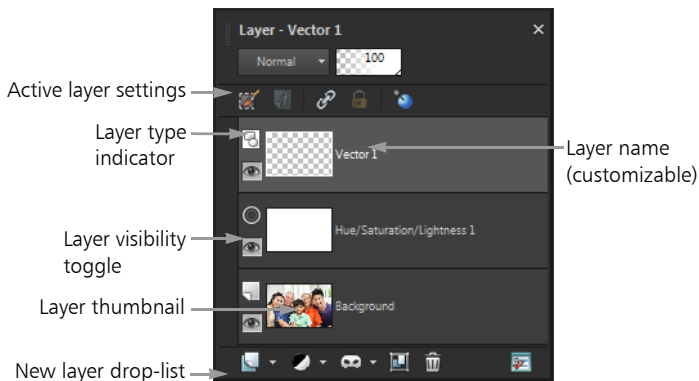 Layer - Vector 1
Normal
100
Active layer settings
Layer type
indicator
Vector 1
Layer name
(customizable)
Hue/Saturation/Lightness 1
Layer visibility
toggle
Layer thumbnail
Background
New layer drop-list